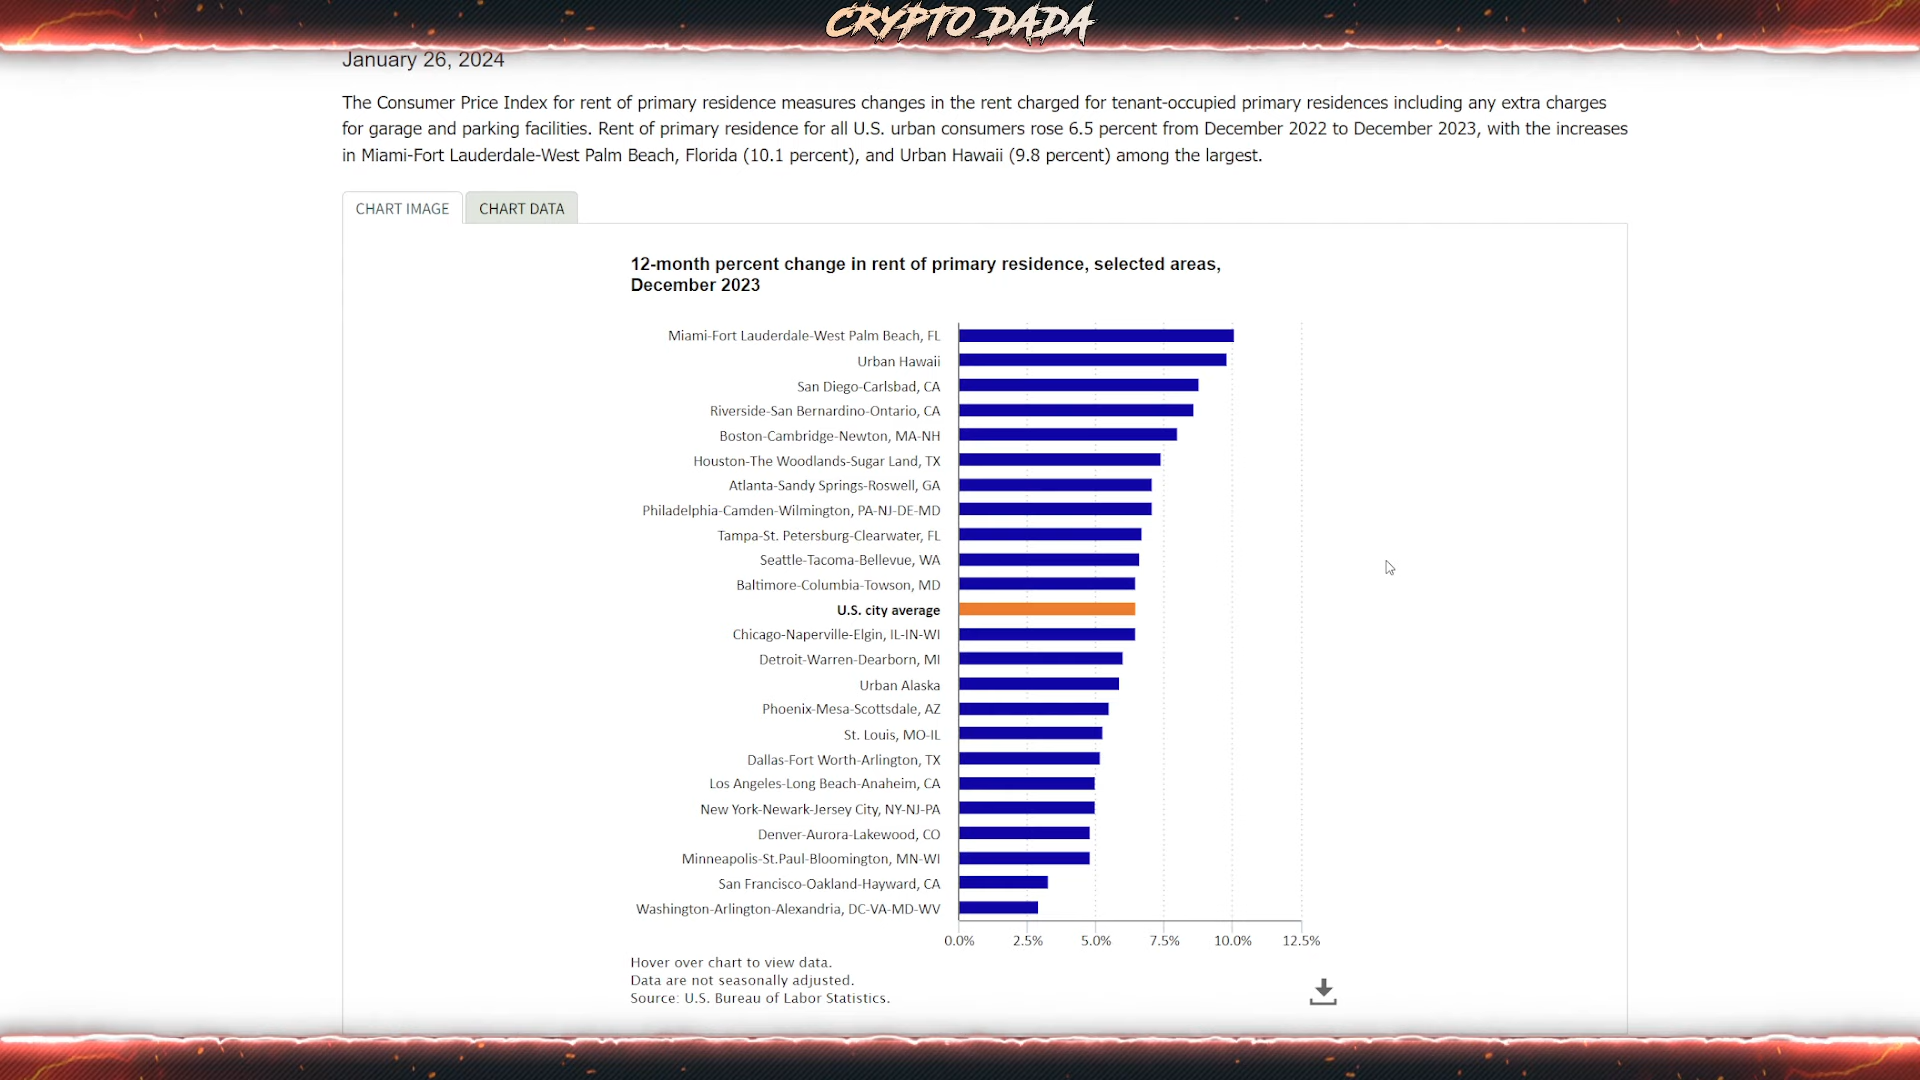 CRYPTO DADA
January 26, 2024
The Consumer Price Index for rent of primary residence measures changes in the rent charged for tenant-occupied primary residences including any extra charges
for garage and parking facilities. Rent of primary residence for all U.S. urban consumers rose 6.5 percent from December 2022 to December 2023, with the increases
in Miami-Fort Lauderdale-West Palm Beach, Florida (10.1 percent), and Urban Hawaii (9.8 percent) among the largest.
CHART IMAGE CHART DATA
12-month percent change in rent of primary residence, selected areas,
December 2023
Miami-Fort Lauderdale-West Palm Beach, FL
Urban Hawaii
San Diego-Carlsbad, CA
Riverside-San Bernardino-Ontario, CA
Boston-Cambridge-Newton, MA-NH
Houston-The Woodlands-Sugar Land, TX
Atlanta-Sandy Springs-Roswell, GA
Philadelphia-Camden-Wilmington, PA-NJ-DE-MD
Tampa-St. Petersburg-Clearwater, FL
Seattle-Tacoma-Bellevue, WA
Baltimore-Columbia-Towson, MD
U.S. city average
Chicago-Naperville-Elgin, IL-IN-WI
Detroit-Warren-Dearborn, MI
Urban Alaska
Phoenix-Mesa-Scottsdale, AZ
St. Louis, MO-IL
Dallas-Fort Worth-Arlington, TX
Los Angeles-Long Beach-Anaheim, CA
New York-Newark-Jersey City, NY-NJ-PA
Denver-Aurora-Lakewood, CO
Minneapolis-St.Paul-Bloomington, MN-WI
San Francisco-Oakland-Hayward, CA
Washington-Arlington-Alexandria, DC-VA-MD-WV
0.0% 2.5% 5.0% 7.5% 10.0% 12.5%
Hover over chart to view data.
Data are not seasonally adjusted.
Source: U.S. Bureau of Labor Statistics.